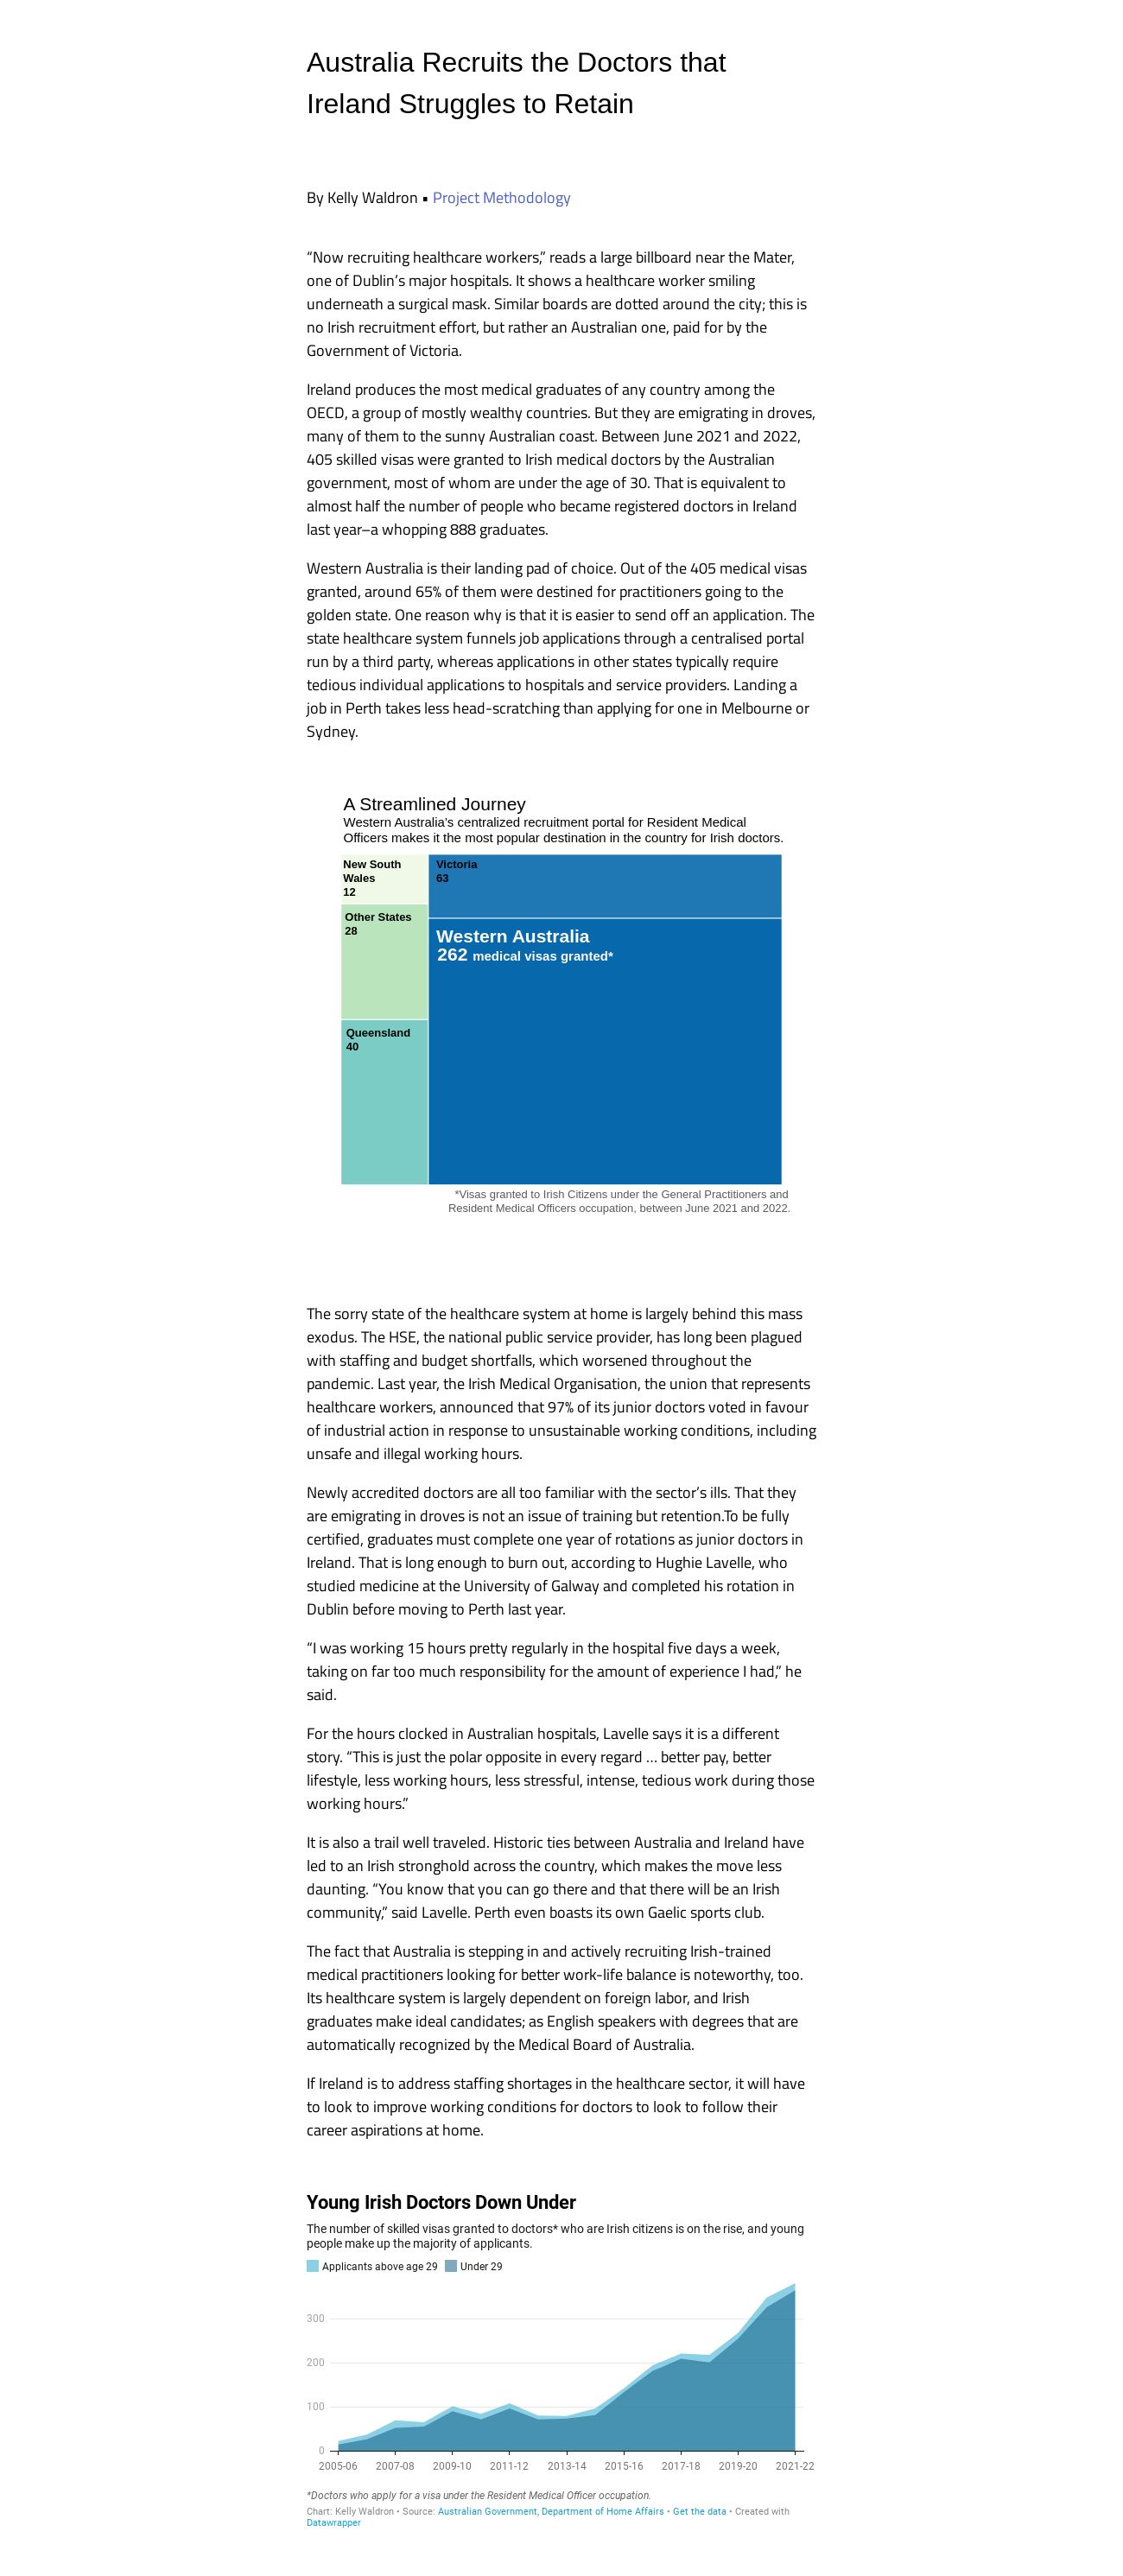 Australia Recruits the Doctors that
Ireland Struggles to Retain
By Kelly Waldron ▪ Project Methodology
“Now recruiting healthcare workers,” reads a large billboard near the Mater,
one of Dublin’s major hospitals. It shows a healthcare worker smiling
underneath a surgical mask. Similar boards are dotted around the city; this is
no Irish recruitment effort, but rather an Australian one, paid for by the
Government of Victoria.
Ireland produces the most medical graduates of any country among the
OECD, a group of mostly wealthy countries. But they are emigrating in droves,
many of them to the sunny Australian coast. Between June 2021 and 2022,
405 skilled visas were granted to Irish medical doctors by the Australian
government, most of whom are under the age of 30. That is equivalent to
almost half the number of people who became registered doctors in Ireland
last year–a whopping 888 graduates.
Western Australia is their landing pad of choice. Out of the 405 medical visas
granted, around 65% of them were destined for practitioners going to the
golden state. One reason why is that it is easier to send off an application. The
state healthcare system funnels job applications through a centralised portal
run by a third party, whereas applications in other states typically require
tedious individual applications to hospitals and service providers. Landing a
job in Perth takes less head-scratching than applying for one in Melbourne or
Sydney.
A Streamlined Journey
Western Australia's centralized recruitment portal for Resident Medical
Officers makes it the most popular destination in the country for Irish doctors.
New South
Wales
12
Victoria
63
Other States
28
Western Australia
262 medical visas granted*
Queensland
40
*Visas granted to Irish Citizens under the General Practitioners and
Resident Medical Officers occupation, between June 2021 and 2022.
The sorry state of the healthcare system at home is largely behind this mass
exodus. The HSE, the national public service provider, has long been plagued
with staffing and budget shortfalls, which worsened throughout the
pandemic. Last year, the Irish Medical Organisation, the union that represents
healthcare workers, announced that 97% of its junior doctors voted in favour
of industrial action in response to unsustainable working conditions, including
unsafe and illegal working hours.
Newly accredited doctors are all too familiar with the sector’s ills. That they
are emigrating in droves is not an issue of training but retention.To be fully
certified, graduates must complete one year of rotations as junior doctors in
Ireland. That is long enough to burn out, according to Hughie Lavelle, who
studied medicine at the University of Galway and completed his rotation in
Dublin before moving to Perth last year.
“I was working 15 hours pretty regularly in the hospital five days a week,
taking on far too much responsibility for the amount of experience I had,” he
said.
For the hours clocked in Australian hospitals, Lavelle says it is a different
story. “This is just the polar opposite in every regard … better pay, better
lifestyle, less working hours, less stressful, intense, tedious work during those
working hours.”
It is also a trail well traveled. Historic ties between Australia and Ireland have
led to an Irish stronghold across the country, which makes the move less
daunting. “You know that you can go there and that there will be an Irish
community,” said Lavelle. Perth even boasts its own Gaelic sports club.
The fact that Australia is stepping in and actively recruiting Irish-trained
medical practitioners looking for better work-life balance is noteworthy, too.
Its healthcare system is largely dependent on foreign labor, and Irish
graduates make ideal candidates; as English speakers with degrees that are
automatically recognized by the Medical Board of Australia.
If Ireland is to address staffing shortages in the healthcare sector, it will have
to look to improve working conditions for doctors to look to follow their
career aspirations at home.
Young Irish Doctors Down Under
The number of skilled visas granted to doctors* who are Irish citizens is on the rise, and young
people make up the majority of applicants.
Applicants above age 29 Under 29
300
200
100
0
2005-06 2007-08 2009-10 2011-12 2013-14 2015-16 2017-18 2019-20 2021-22
*Doctors who apply for a visa under the Resident Medical Officer occupation.
Chart: Kelly Waldron • Source: Australian Government, Department of Home Affairs • Get the data • Created with
Datawrapper